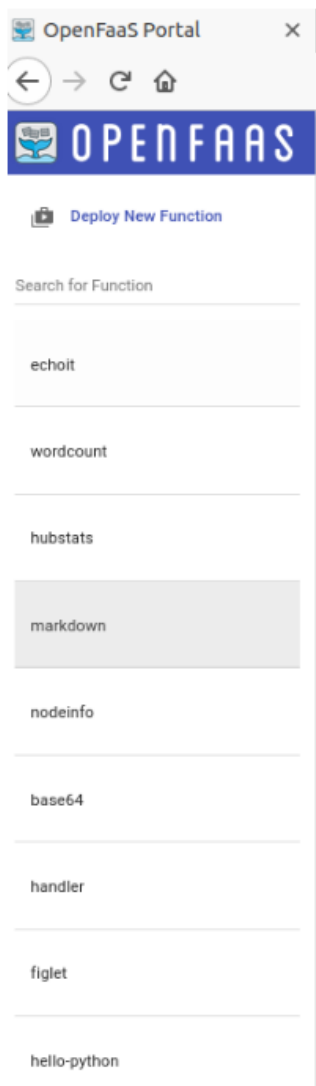 OpenFaaS Portal
OPENFAAS
Deploy New Function
Search for Function
echoit
wordcount
hubstats
markdown
nodeinfo
base64
handler
figlet
hello-python